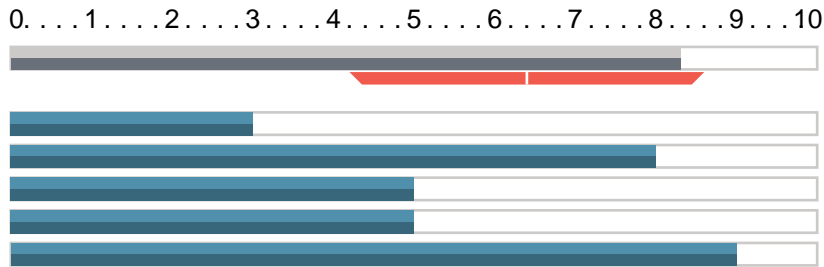 0. . . . 1 . . . . 2 . . . . 3 . . . . 4 . . . . 5 . . . . 6 . . . . 7 . . . . 8 . . . . 9 . . . . 10